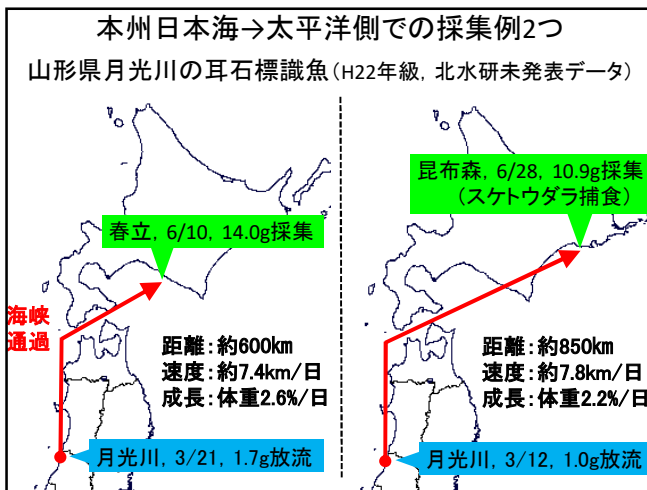 本州日本海→太平洋側での採集例2つ
山形県月光川の耳石標識魚(H22年級, 北水研未発表データ)
春立, 6/10, 14.0g採集
海峡
通過
距離:約600km
速度:約7.4km/日
成長:体重2.6%/日
月光川, 3/21, 1.7g放流
昆布森, 6/28, 10.9g採集
(スケトウダラ捕食)
距離:約850km
速度:約7.8km/日
成長:体重2.2%/日
月光川, 3/12, 1.0g放流